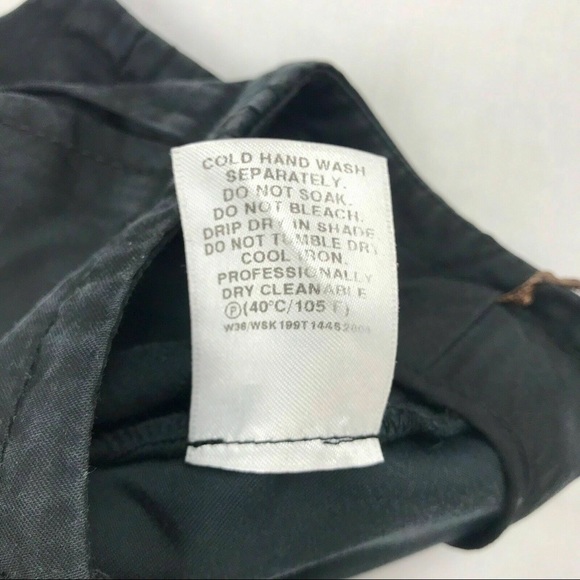 COLD HAND WASH
SEPARATELY.
DO NOT SOAK.
DO NOT BLEACH.
DRIP DRY IN SHADE
DO NOT TUMBLE DRY
COOL IRON.
PROFESSIONALLY
DRY CLEANABLE
Ⓟ(40°C/105°F)